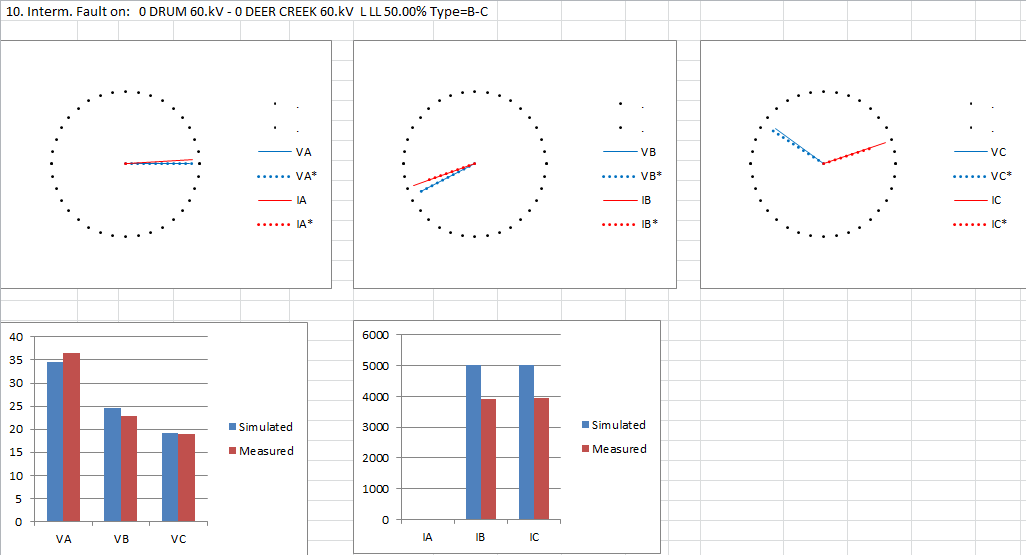 10. Interm. Fault on:   0 DRUM 60.kV - 0 DEER CREEK 60.kV  L LL 50.00% Type=B-C
.
.
VA
VA*
IA
IA*
.
.
VB
VB*
IB
IB*
.
.
VC
VC*
IC
IC*
40
35
30
25
20
15
10
5
0
VA
VB
VC
Simulated
Measured
6000
5000
4000
3000
2000
1000
0
IA
IB
IC
Simulated
Measured